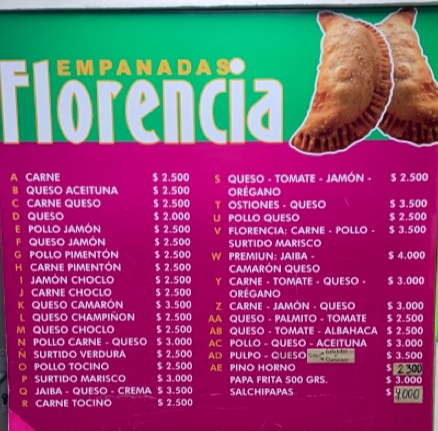 EMPANADAS
Florencia
A CARNE $ 2.500
B QUESO ACEITUNA $ 2.500
C CARNE QUESO $ 2.500
D QUESO $ 2.000
E POLLO JAMÓN $ 2.500
F QUESO JAMÓN $ 2.500
G POLLO PIMENTÓN $ 2.500
H CARNE PIMENTÓN $ 2.500
I JAMÓN CHOCLO $ 2.500
J CARNE CHOCLO $ 2.500
K QUESO CAMARÓN $ 3.500
L QUESO CHAMPIÑON $ 2.500
M QUESO CHOCLO $ 2.500
N POLLO CARNE - QUESO $ 3.000
Ñ SURTIDO VERDURA $ 2,500
O POLLO TOCINO $ 2.500
P SURTIDO MARISCO $ 3.000
Q JAIBA - QUESO - CREMA $ 3.500
R CARNE TOCINO $ 2.500
S QUESO - TOMATE - JAMÓN - $ 2.500
ORÉGANO
T OSTIONES - QUESO $ 3.500
U POLLO QUESO $ 2.500
V FLORENCIA: CARNE - POLLO - $ 3.500
SURTIDO MARISCO
W PREMIUN: JAIBA - $ 4.000
CAMARÓN QUESO
Y CARNE - TOMATE - QUESO - $ 3.000
ORÉGANO
Z CARNE - JAMÓN - QUESO $ 3.000
AA QUESO - PALMITO - TOMATE $ 2.500
AB QUESO - TOMATE - ALBAHACA $ 2.500
AC POLLO - QUESO - ACEITUNA $ 3.000
AD PULPO - QUESO $ 3.500
AE PINO HORNO $ 2300
PAPA FRITA 500 GRS. $ 3.000
SALCHIPAPAS $ 4000